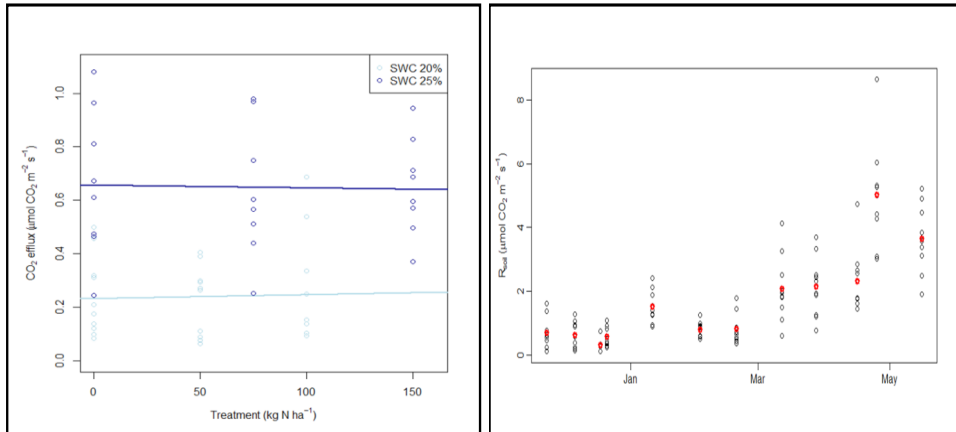 SWC 20%
SWC 25%
CO₂ efflux (µmol CO₂ m⁻² s⁻¹)
0.0
0.2
0.4
0.6
0.8
1.0
0
50
100
150
Treatment (kg N ha⁻¹)
Rsoil (µmol CO₂ m⁻² s⁻¹)
0
2
4
6
8
Jan
Mar
May